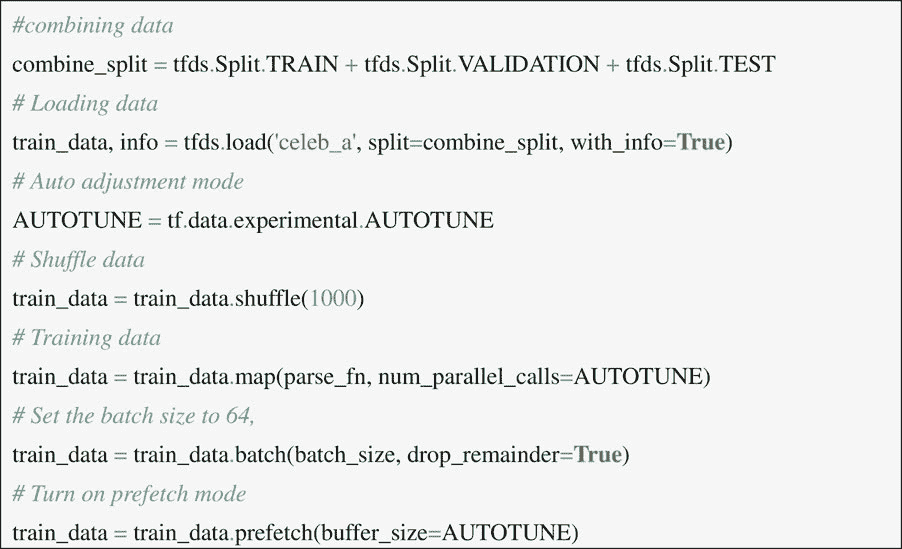 #combining data
combine_split = tfds.Split.TRAIN + tfds.Split.VALIDATION + tfds.Split.TEST
# Loading data
train_data, info = tfds.load('celeb_a', split=combine_split, with_info=True)
# Auto adjustment mode
AUTOTUNE = tf.data.experimental.AUTOTUNE
# Shuffle data
train_data = train_data.shuffle(1000)
# Training data
train_data = train_data.map(parse_fn, num_parallel_calls=AUTOTUNE)
# Set the batch size to 64,
train_data = train_data.batch(batch_size, drop_remainder=True)
# Turn on prefetch mode
train_data = train_data.prefetch(buffer_size=AUTOTUNE)